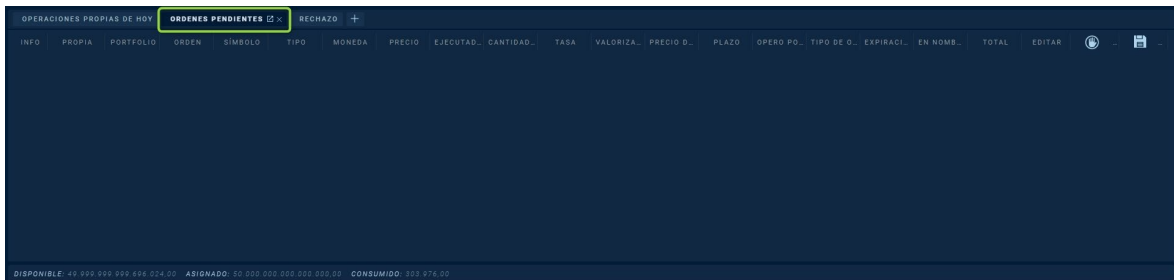 OPERACIONES PROPIAS DE HOY ORDENES PENDIENTES × RECHAZO +
INFO PROPIA PORTFOLIO ORDEN SÍMBOLO TIPO MONEDA PRECIO EJECUTAD... CANTIDAD... TASA VALORIZA... PRECIO D... PLAZO OPERO PO... TIPO DE O... EXPIRACI... EN NOMB... TOTAL EDITAR ... ...
DISPONIBLE: 49.999.999.999.696.024,00 ASIGNADO: 50.000.000.000.000.000,00 CONSUMIDO: 303.976,00